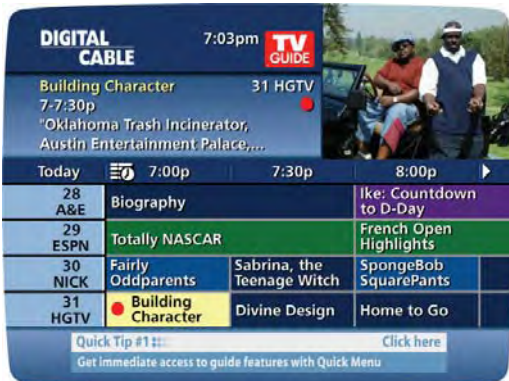 DIGITAL
CABLE
7:03pm
TV
GUIDE
Building Character 31 HGTV
7-7:30p
"Oklahoma Trash Incinerator,
Austin Entertainment Palace,...
Today 7:00p 7:30p 8:00p
28
A&E
Biography
Ike: Countdown
to D-Day
29
ESPN
Totally NASCAR
French Open
Highlights
30
NICK
Fairly
Oddparents
Sabrina, the
Teenage Witch
SpongeBob
SquarePants
31
HGTV
Building
Character
Divine Design
Home to Go
Quick Tip #1 Click here
Get immediate access to guide features with Quick Menu